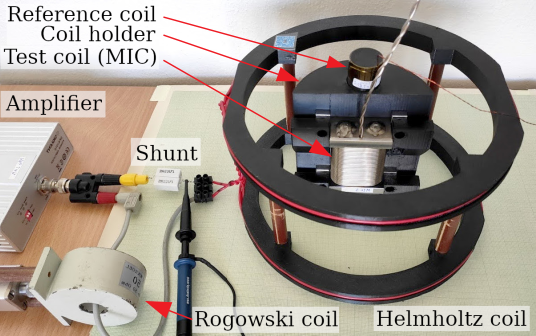 Reference coil
Coil holder
Test coil (MIC)
Amplifier
Shunt
Rogowski coil
Helmholtz coil